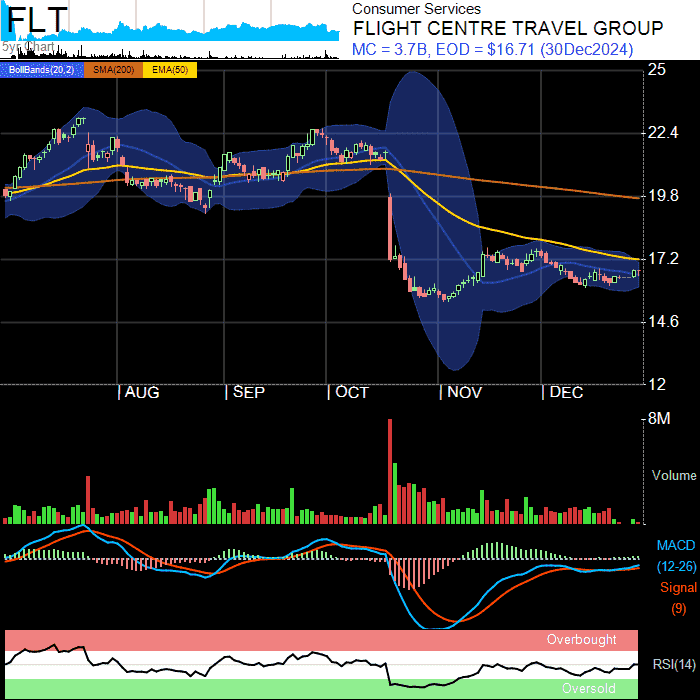 FLT
5yr Chart
Consumer Services
FLIGHT CENTRE TRAVEL GROUP
MC = 3.7B, EOD = $16.71 (30Dec2024)
BollBands(20,2) SMA(200) EMA(50)
25
22.4
19.8
17.2
14.6
12
AUG SEP OCT NOV DEC
8M
Volume
MACD
(12-26)
Signal
(9)
Overbought
RSI(14)
Oversold